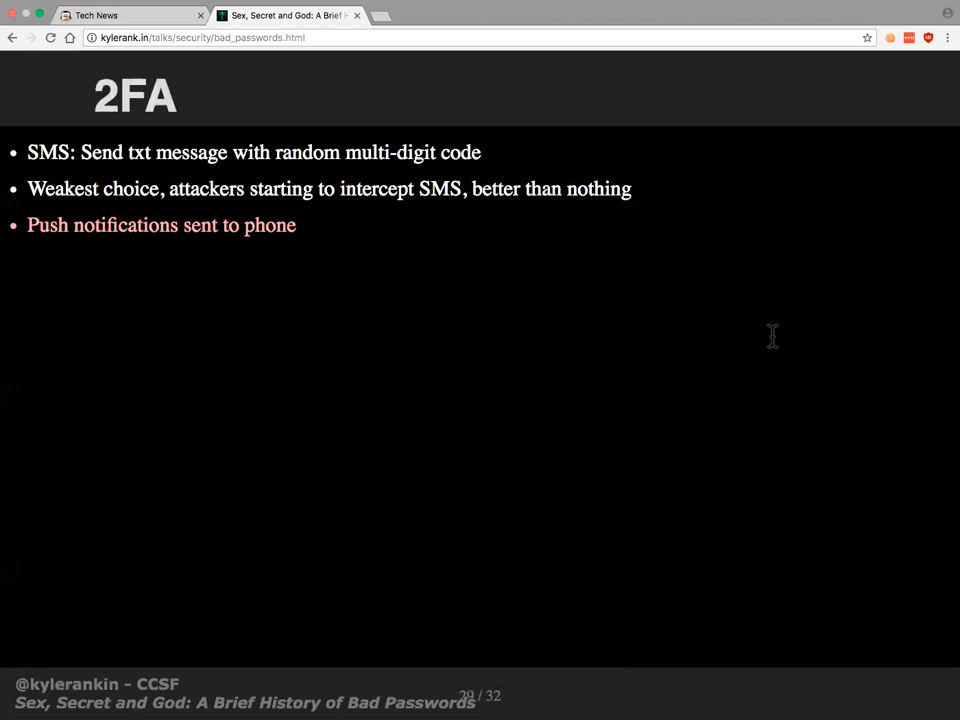 Tech News
Sex, Secret and God: A Brief H
kylerank.in/talks/security/bad_passwords.html
2FA
• SMS: Send txt message with random multi-digit code
• Weakest choice, attackers starting to intercept SMS, better than nothing
• Push notifications sent to phone
@kylerankin - CCSF
Sex, Secret and God: A Brief History of Bad Passwords
29 / 32